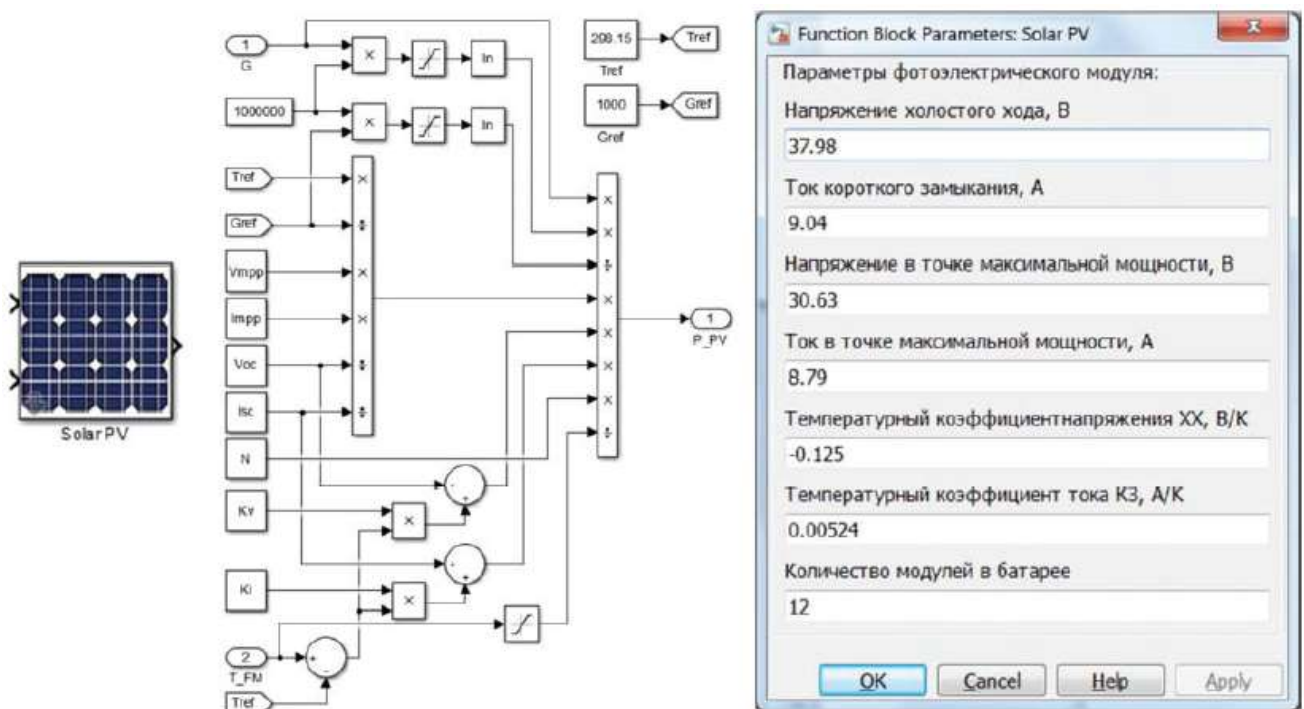 Solar PV
1
G
1000000
×
In
×
In
298.15
Tref
Tref
1000
Gref
Gref
Tref
Gref
Vmpp
Impp
Voc
Isc
N
Kv
Ki
×
÷
×
×
÷
÷
×
×
÷
×
×
×
×
÷
-
+
×
-
+
×
2
T_FM
+
-
Tref
1
P_PV
Function Block Parameters: Solar PV
x
Параметры фотоэлектрического модуля:
Напряжение холостого хода, В
37.98
Ток короткого замыкания, А
9.04
Напряжение в точке максимальной мощности, В
30.63
Ток в точке максимальной мощности, А
8.79
Температурный коэффициентнапряжения ХХ, В/К
-0.125
Температурный коэффициент тока КЗ, А/К
0.00524
Количество модулей в батарее
12
OK
Cancel
Help
Apply